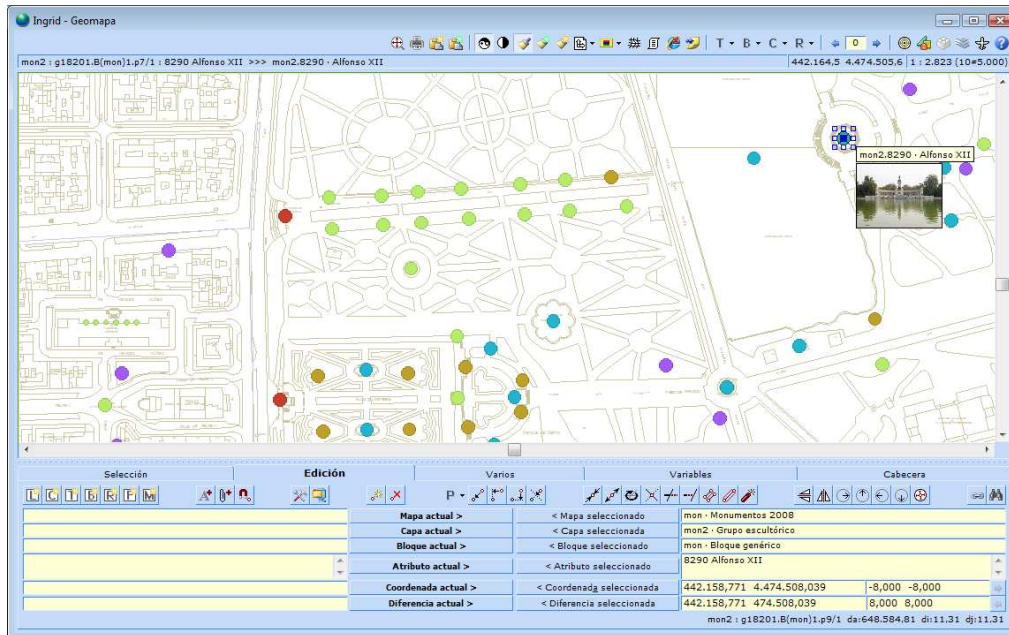 Ingrid - Geomapa
T B C R 0
mon2 : g18201.B(mon)1.p7/1 : 8290 Alfonso XII >>> mon2.8290 · Alfonso XII
442.164,5 4.474.505,6 1 : 2.823 (10#5.000)
mon2.8290 · Alfonso XII
Selección Edición Varios Variables Cabecera
L C T B R F M
A P
Mapa actual > < Mapa seleccionado mon · Monumentos 2008
Capa actual > < Capa seleccionada mon2 · Grupo escultórico
Bloque actual > < Bloque seleccionado mon · Bloque genérico
Atributo actual > < Atributo seleccionado 8290 Alfonso XII
Coordenada actual > < Coordenada seleccionada 442.158,771 4.474.508,039 -8,000 -8,000
Diferencia actual > < Diferencia seleccionada 442.158,771 474.508,039 8,000 8,000
mon2 : g18201.B(mon)1.p9/1 da:648.584.81 di:11.31 dj:11.31